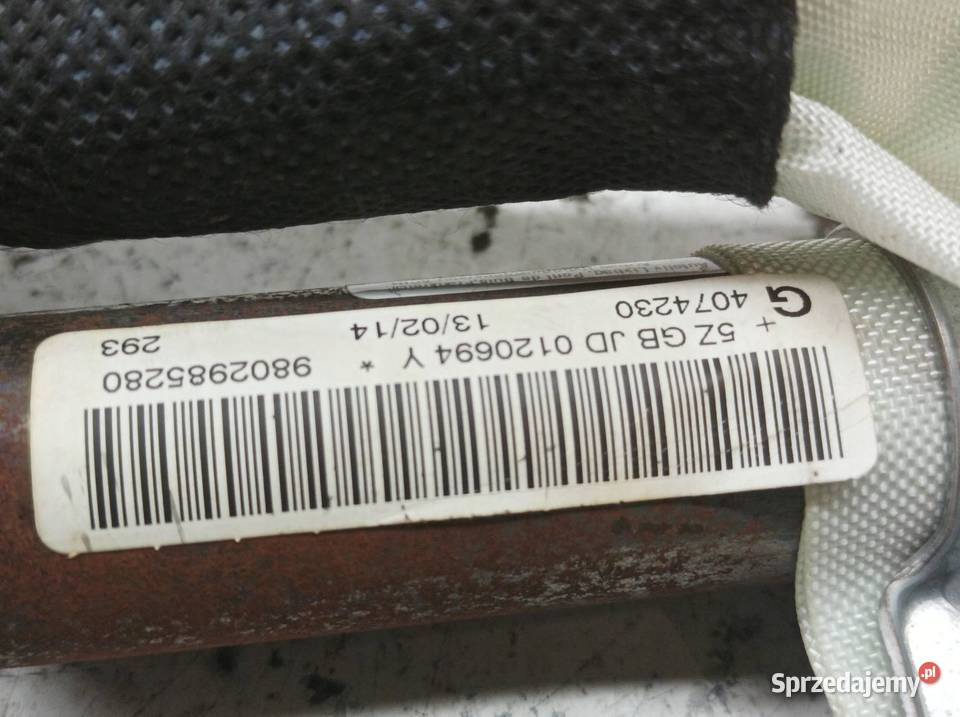 + 5Z GB JD 0120694 Y * 9802985280
G 4074230 13/02/14 293
Sprzedajemy.pl